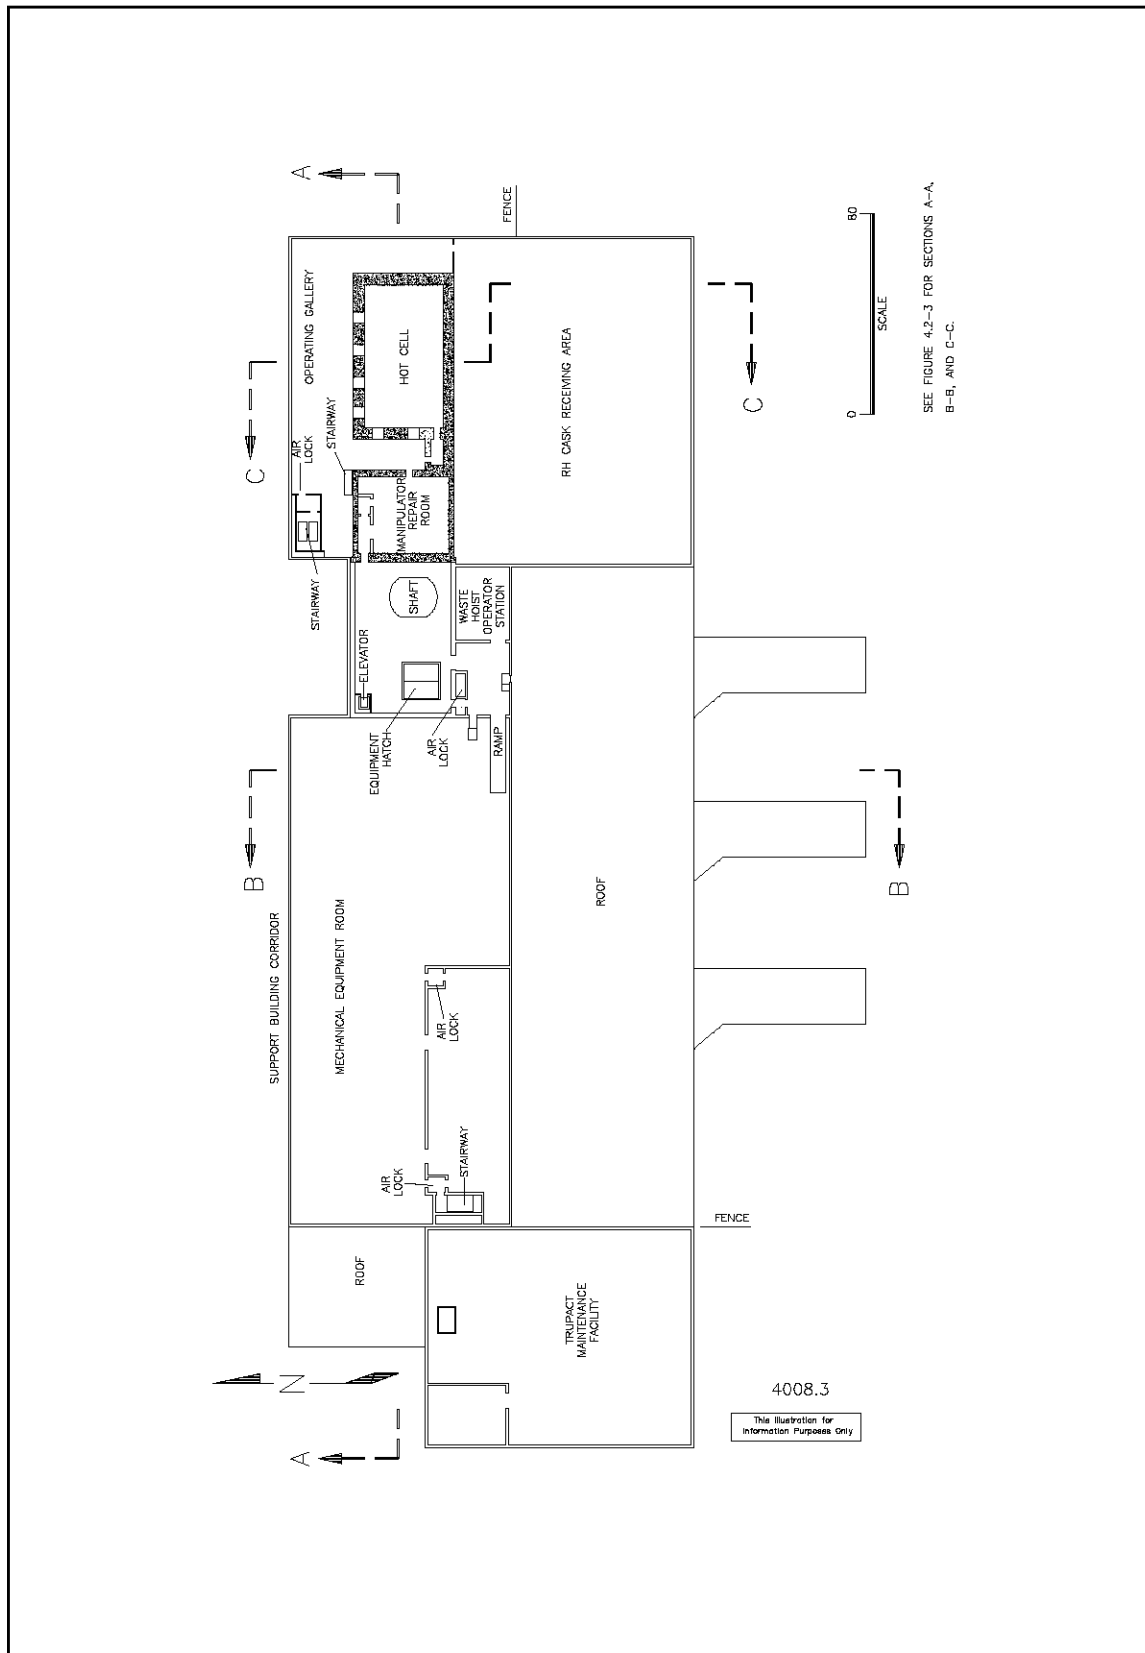 A
FENCE
OPERATING GALLERY
HOT CELL
AIR
LOCK
STAIRWAY
C
STAIRWAY
MANIPULATOR
REPAIR
ROOM
RH CASK RECEIVING AREA
C
0
80
SCALE
SEE FIGURE 4.2-3 FOR SECTIONS A-A,
B-B, AND C-C.
SHAFT
WASTE
HOIST
OPERATOR
STATION
ELEVATOR
EQUIPMENT
HATCH
AIR
LOCK
RAMP
B
B
SUPPORT BUILDING CORRIDOR
MECHANICAL EQUIPMENT ROOM
ROOF
AIR
LOCK
AIR
LOCK
STAIRWAY
FENCE
ROOF
TRUPACT
MAINTENANCE
FACILITY
N
A
4008.3
This Illustration for
Information Purposes Only